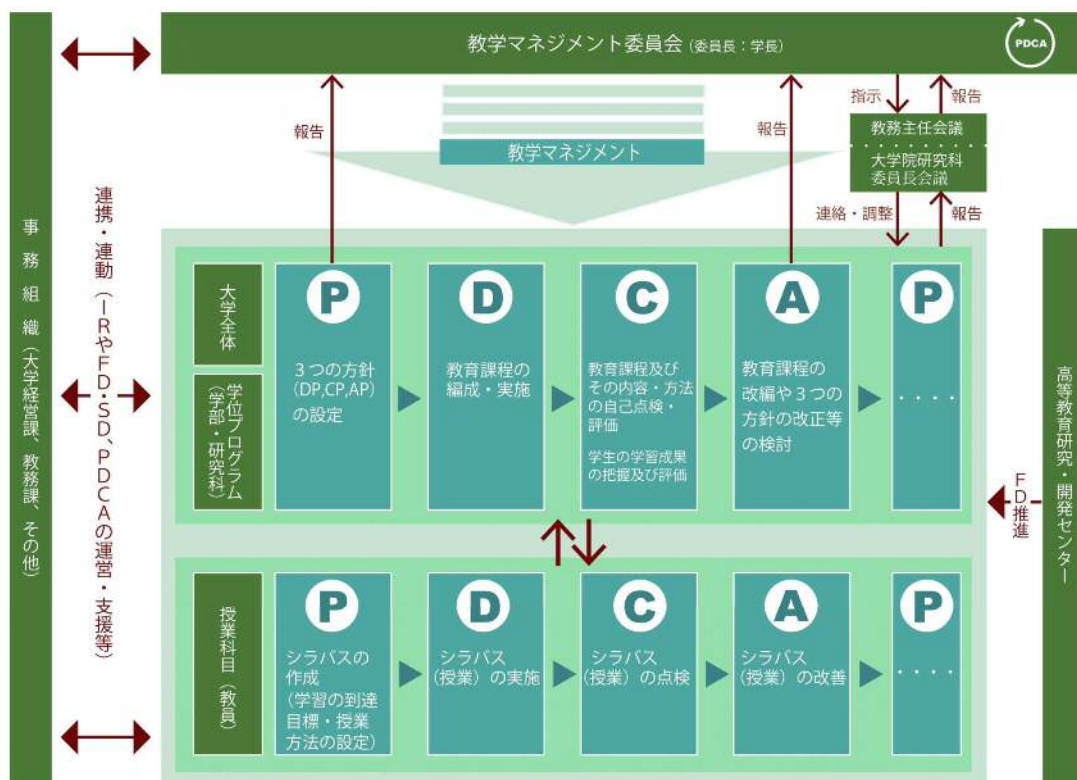 教学マネジメント委員会（委員長：学長）
PDCA
報告
報告
指示
報告
教務主任会議
大学院研究科
委員長会議
教学マネジメント
連絡・調整
報告
事務組織（大学経営課、教務課、その他）
連携・連動（IRやFD・SD、PDCAの運営・支援等）
大学全体
学位プログラム
（学部・研究科）
P
３つの方針
（DP,CP,AP）
の設定
D
教育課程の
編成・実施
C
教育課程及び
その内容・方法
の自己点検・
評価
学生の学習成果
の把握及び評価
A
教育課程の
改編や３つの
方針の改正等
の検討
P
・・・・
FD推進
高等教育研究・開発センター
授業科目（教員）
P
シラバスの
作成
（学習の到達
目標・授業
方法の設定）
D
シラバス
（授業）の実施
C
シラバス
（授業）の点検
A
シラバス
（授業）の改善
P
・・・・